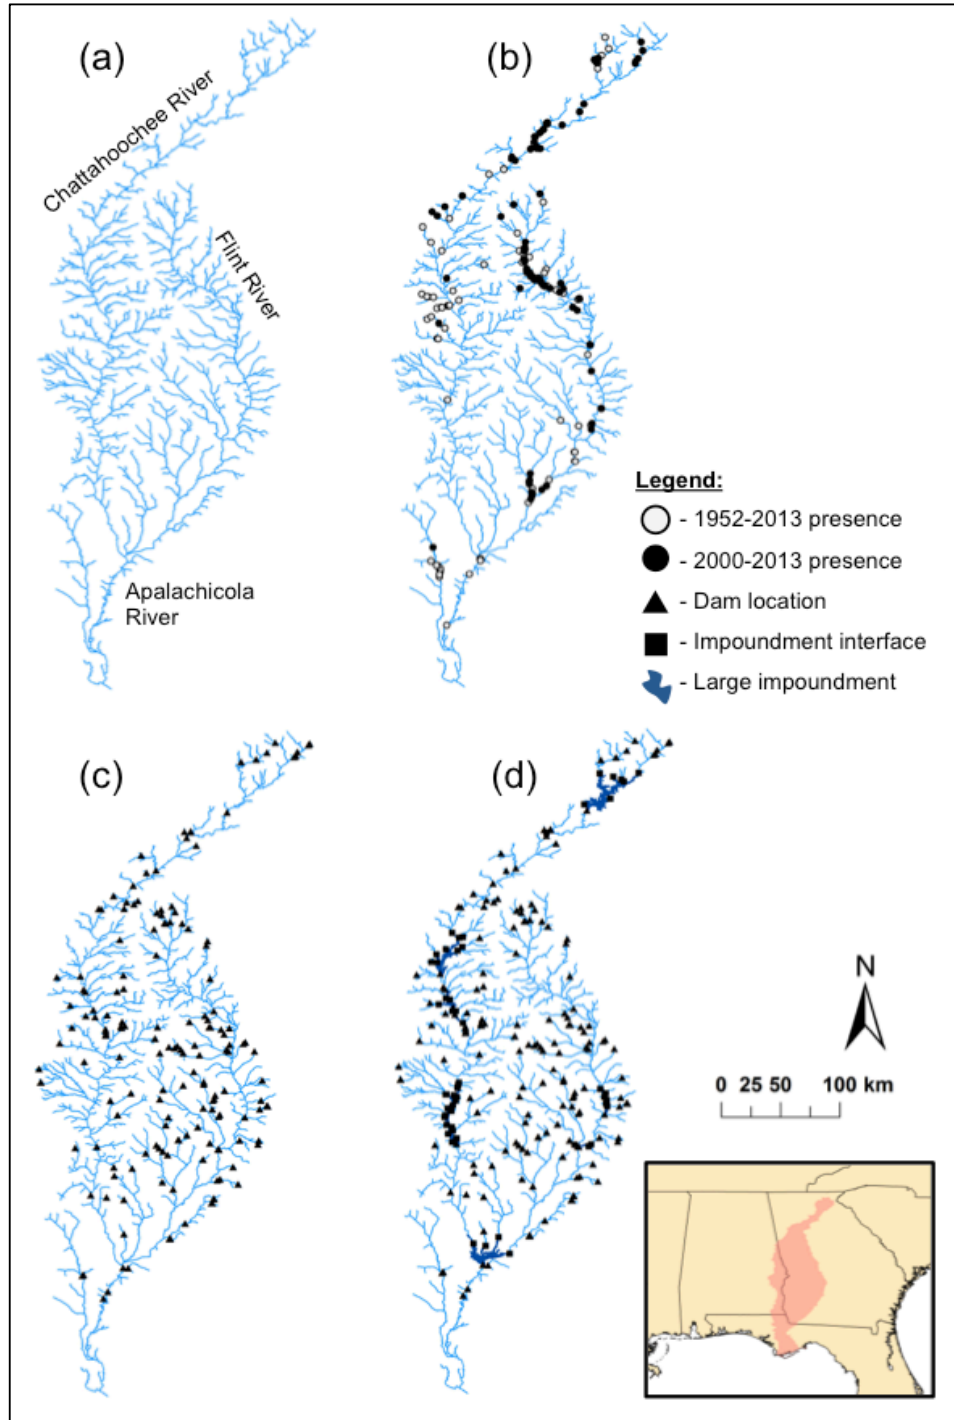 (a)
(b)
Chattahoochee River
Flint River
Apalachicola
River
Legend:
- 1952-2013 presence
- 2000-2013 presence
- Dam location
- Impoundment interface
- Large impoundment
(c)
(d)
N
0 25 50 100 km